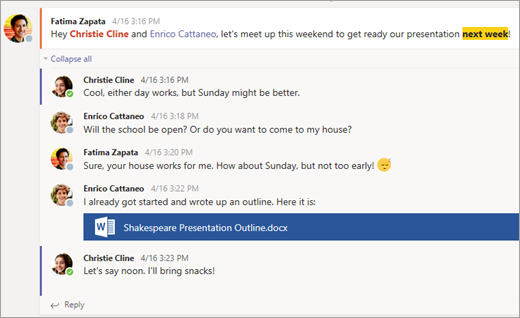 Fatima Zapata 4/16 3:16 PM
Hey Christie Cline and Enrico Cattaneo, let's meet up this weekend to get ready our presentation next week!
Collapse all
Christie Cline 4/16 3:16 PM
Cool, either day works, but Sunday might be better.
Enrico Cattaneo 4/16 3:18 PM
Will the school be open? Or do you want to come to my house?
Fatima Zapata 4/16 3:20 PM
Sure, your house works for me. How about Sunday, but not too early! 😴
Enrico Cattaneo 4/16 3:22 PM
I already got started and wrote up an outline. Here it is:
W Shakespeare Presentation Outline.docx
Christie Cline 4/16 3:23 PM
Let's say noon. I'll bring snacks!
Reply